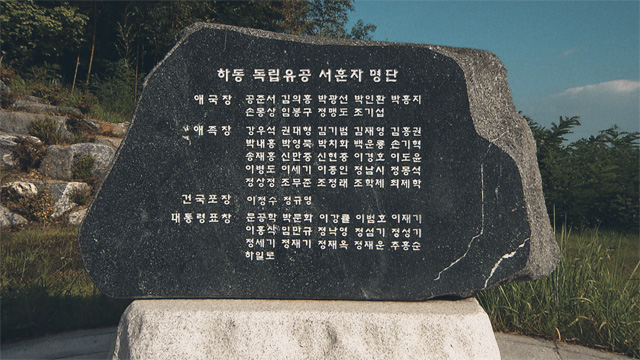 하동 독립유공 서훈자 명단
애국장 공준서 김의홍 박광선 박인환 박홍지
손몽상 임봉구 정맹도 조기섭
애족장 강우석 권대형 김기범 김재영 김홍권
박내홍 박영묵 박치화 백운룡 손기혁
송재홍 신만중 신현중 이경호 이도윤
이병도 이세기 이종인 정남시 정몽석
정상정 조무준 조정래 조학제 최제학
건국포장 이정수 정규영
대통령표창 문공학 박문화 이강률 이범호 이재기
이홍삭 임만규 정낙영 정섭기 정성기
정세기 정재기 정재옥 정재운 주홍순
하일로